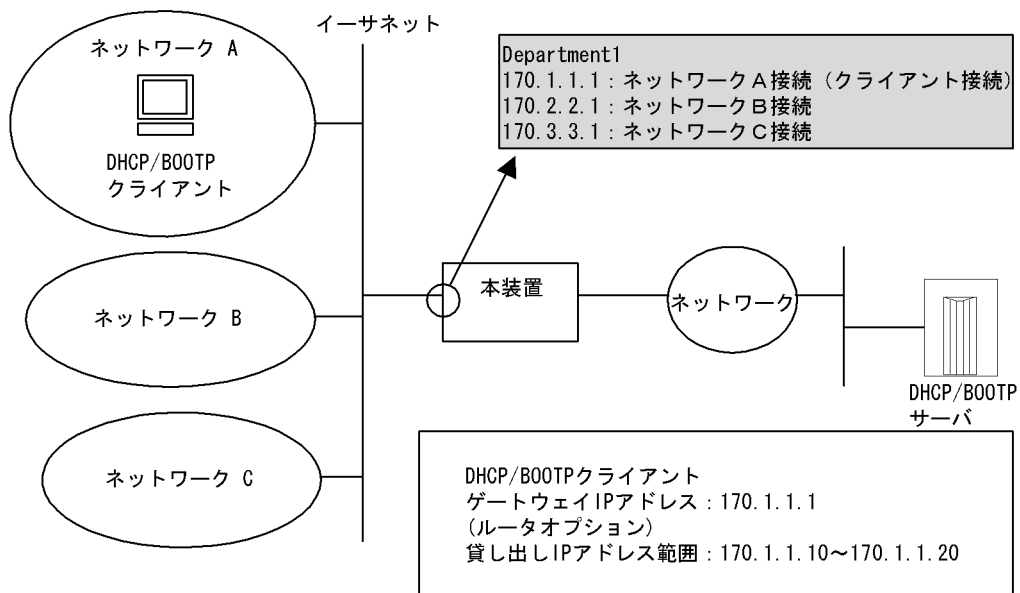 イーサネット
ネットワーク A
DHCP/BOOTP
クライアント
Department1
170.1.1.1：ネットワークＡ接続（クライアント接続）
170.2.2.1：ネットワークＢ接続
170.3.3.1：ネットワークＣ接続
ネットワーク B
本装置
ネットワーク
DHCP/BOOTP
サーバ
ネットワーク C
DHCP/BOOTPクライアント
ゲートウェイIPアドレス：170.1.1.1
(ルータオプション)
貸し出しIPアドレス範囲：170.1.1.10～170.1.1.20